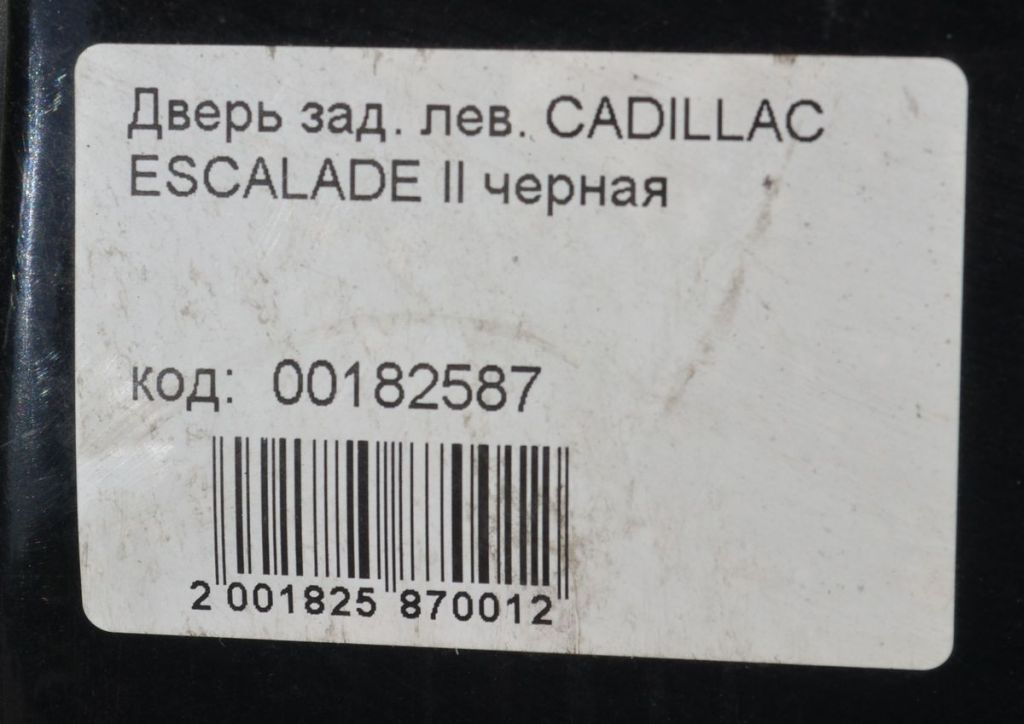 Дверь зад. лев. CADILLAC
ESCALADE II черная
код: 00182587
2 001825 870012